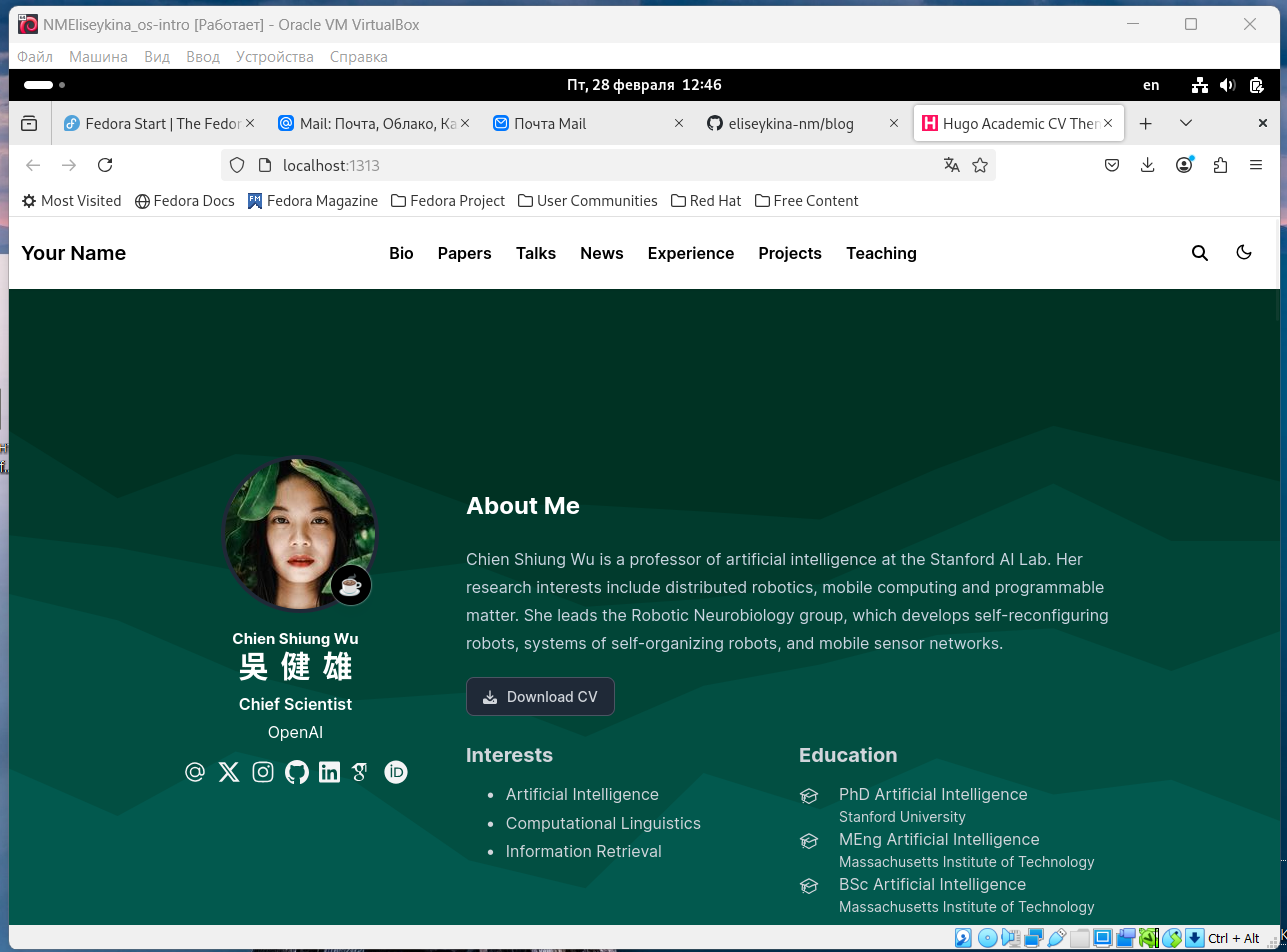 NMEliseykina_os-intro [Работает] - Oracle VM VirtualBox
Файл Машина Вид Ввод Устройства Справка
Пт, 28 февраля 12:46 en
Fedora Start | The Fedor Mail: Почта, Облако, Ка Почта Mail eliseykina-nm/blog Hugo Academic CV Them
localhost:1313
Most Visited Fedora Docs Fedora Magazine Fedora Project User Communities Red Hat Free Content
Your Name Bio Papers Talks News Experience Projects Teaching
About Me
Chien Shiung Wu is a professor of artificial intelligence at the Stanford AI Lab. Her
research interests include distributed robotics, mobile computing and programmable
matter. She leads the Robotic Neurobiology group, which develops self-reconfiguring
robots, systems of self-organizing robots, and mobile sensor networks.
Chien Shiung Wu
吳健雄
Chief Scientist
OpenAI
Download CV
Interests
Artificial Intelligence
Computational Linguistics
Information Retrieval
Education
PhD Artificial Intelligence
Stanford University
MEng Artificial Intelligence
Massachusetts Institute of Technology
BSc Artificial Intelligence
Massachusetts Institute of Technology
Ctrl + Alt